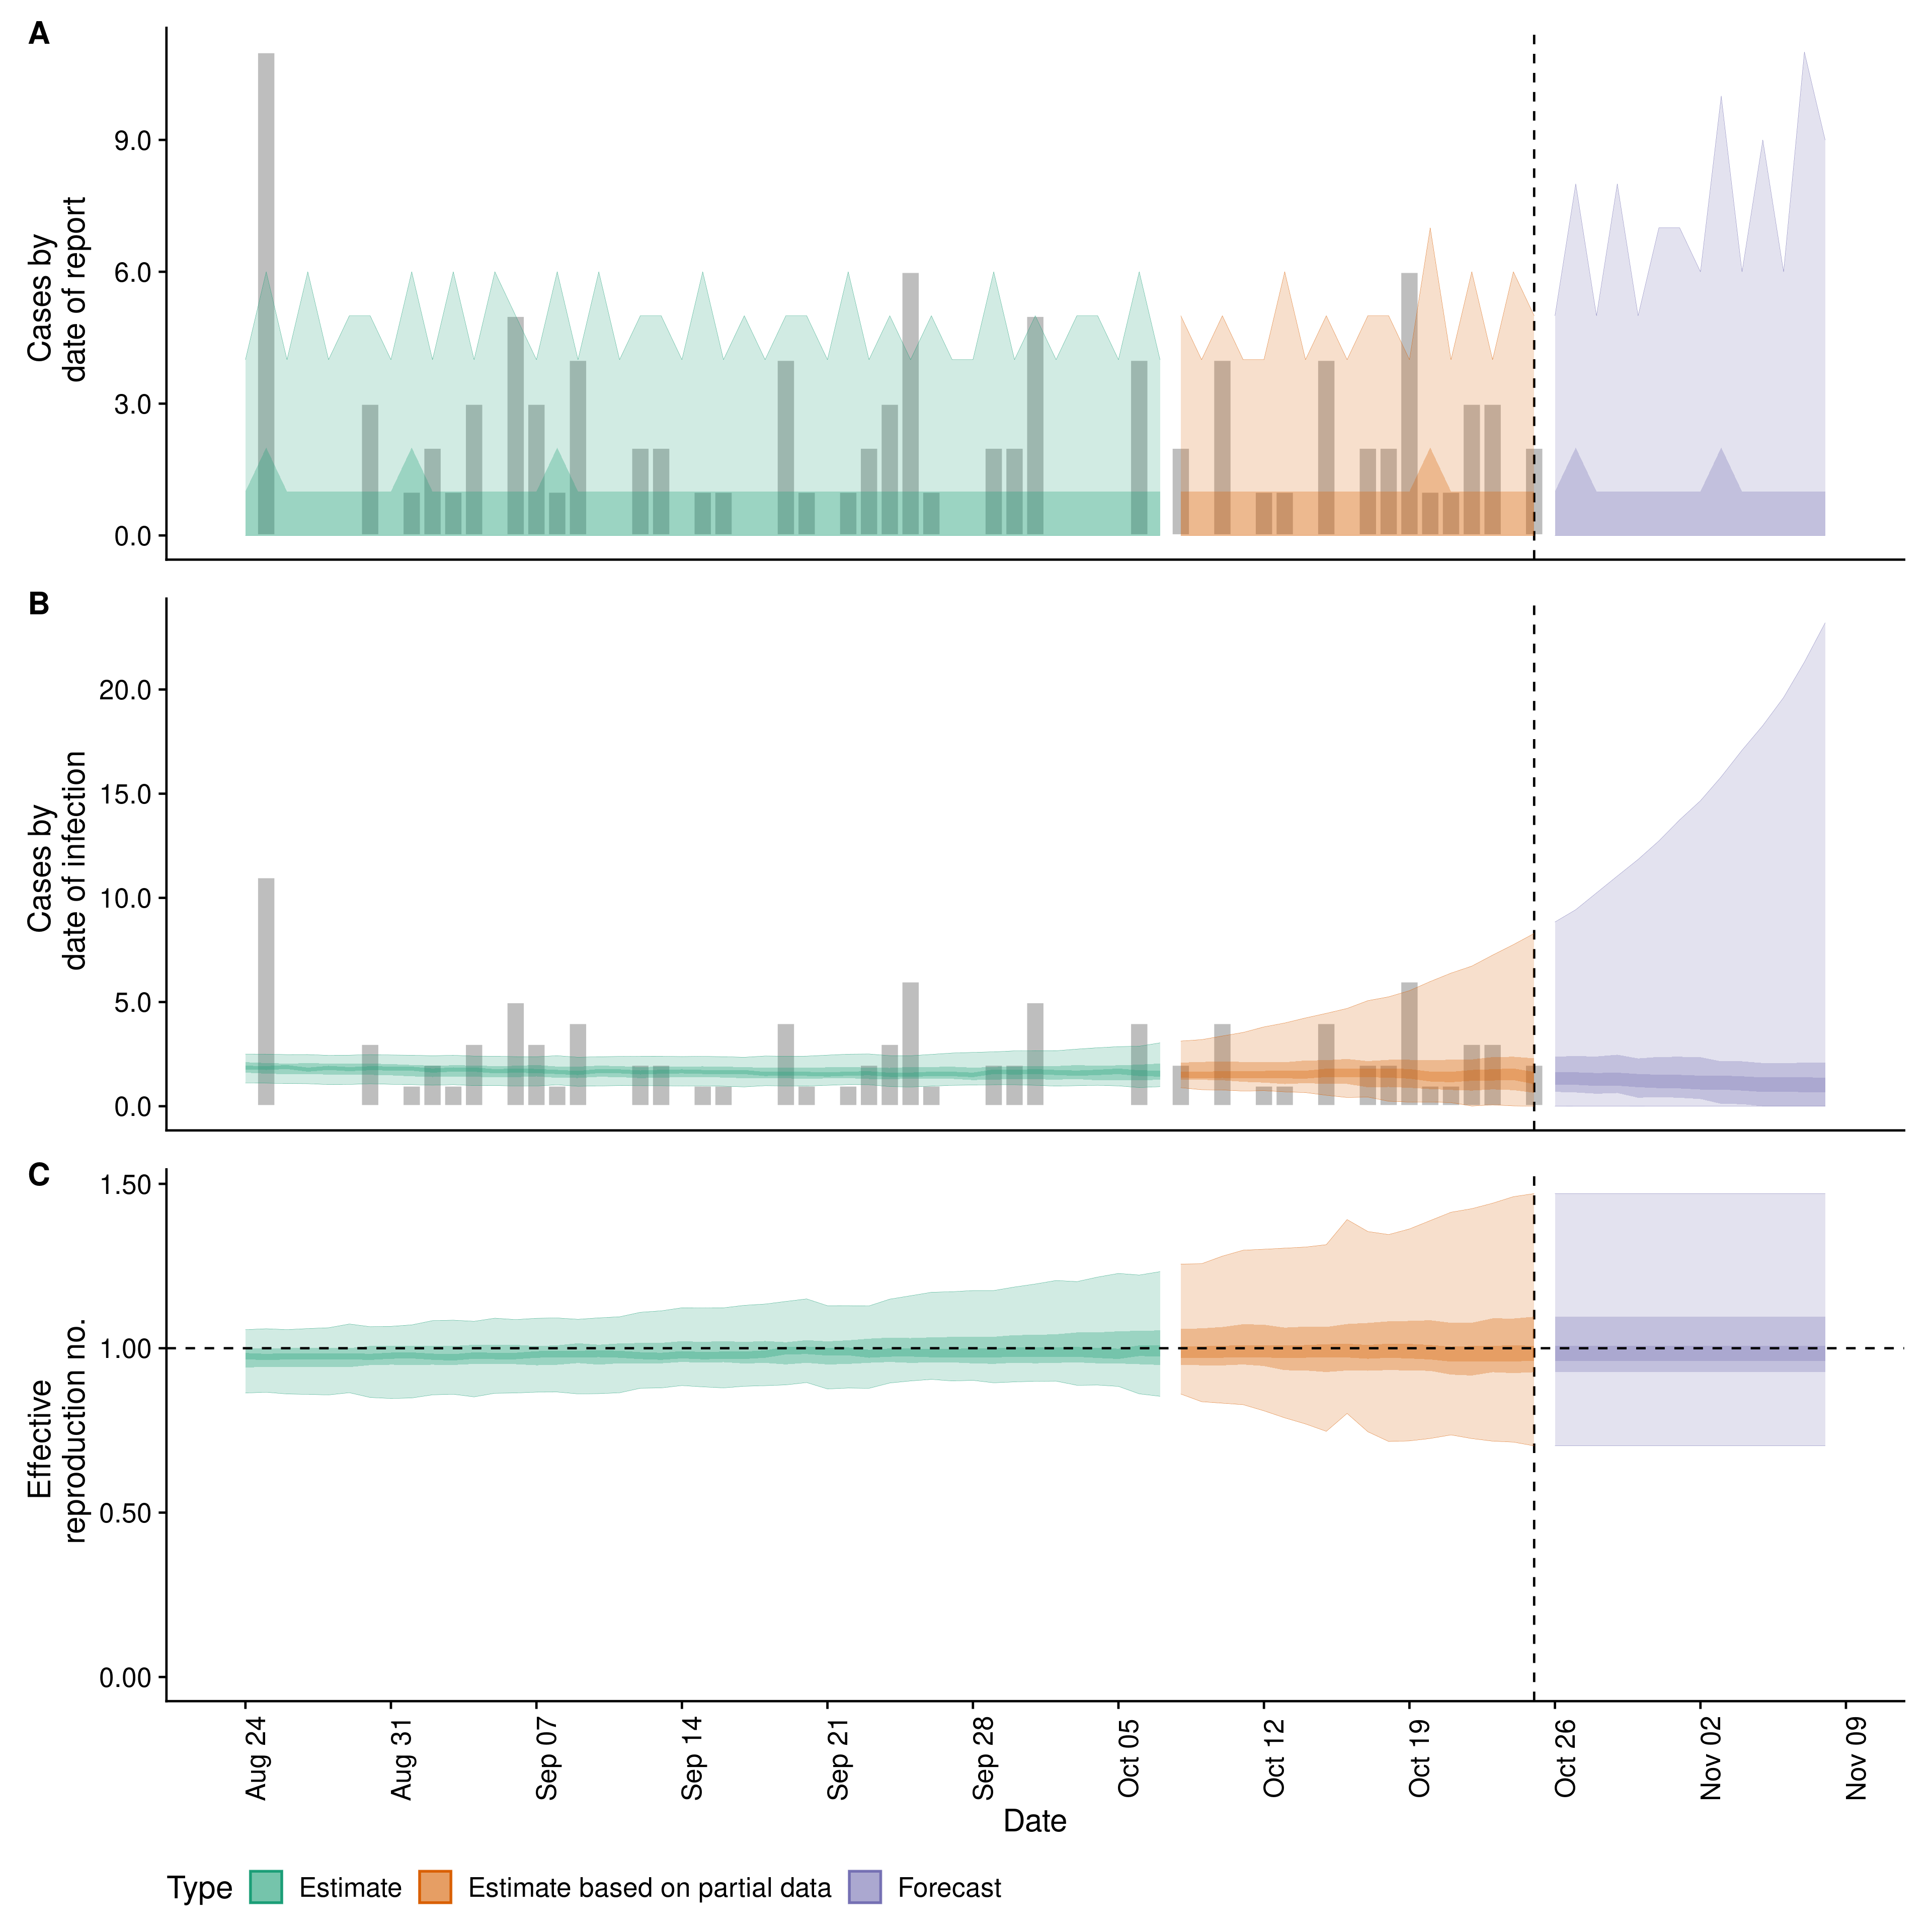 A
Cases by
date of report
9.0
6.0
3.0
0.0
B
Cases by
date of infection
20.0
15.0
10.0
5.0
0.0
C
Effective
reproduction no.
1.50
1.00
0.50
0.00
Aug 24
Aug 31
Sep 07
Sep 14
Sep 21
Sep 28
Oct 05
Oct 12
Oct 19
Oct 26
Nov 02
Nov 09
Date
Type Estimate Estimate based on partial data Forecast